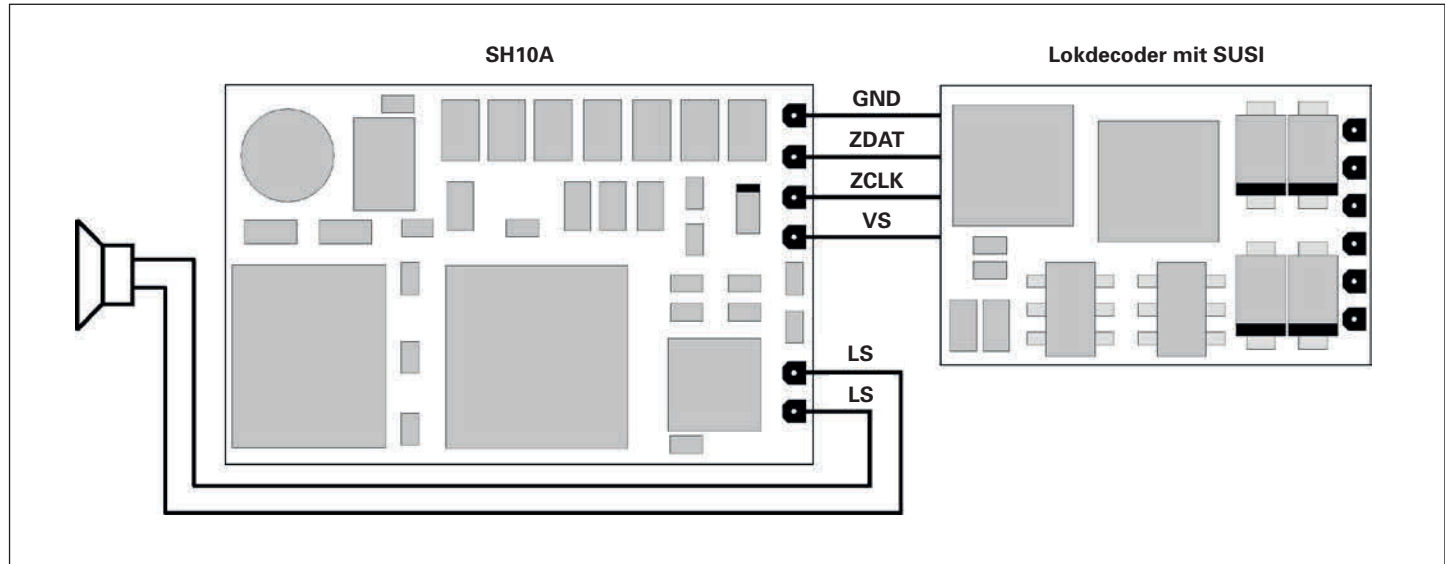 SH10A
Lokdecoder mit SUSI
GND
ZDAT
ZCLK
VS
LS
LS